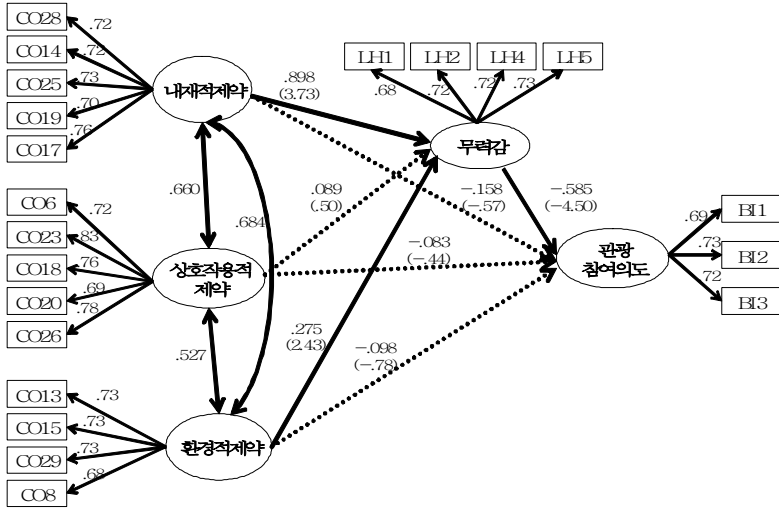 CO28
.72
CO14
.72
CO25
.73
CO19
.70
CO17
.76
내재적제약
LH1
LH2
LH4
LH5
.68
.72
.72
.73
무력감
.898
(3.73)
.660
.684
.089
(.50)
-.158
(-.57)
-.585
(-4.50)
CO6
.72
CO23
.83
CO18
.76
CO20
.69
CO26
.78
상호작용적
제약
-.083
(-.44)
관광
참여의도
.69
BI1
.73
BI2
.72
BI3
.527
.275
(2.43)
-.098
(-.78)
CO13
.73
CO15
.73
CO29
.73
CO8
.68
환경적제약